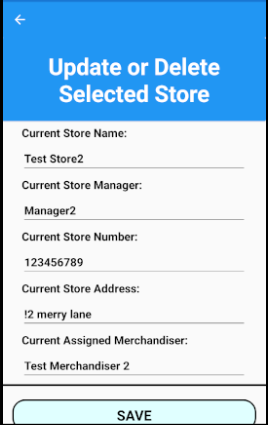 Update or Delete
Selected Store
Current Store Name:
Test Store2
Current Store Manager:
Manager2
Current Store Number:
123456789
Current Store Address:
!2 merry lane
Current Assigned Merchandiser:
Test Merchandiser 2
SAVE